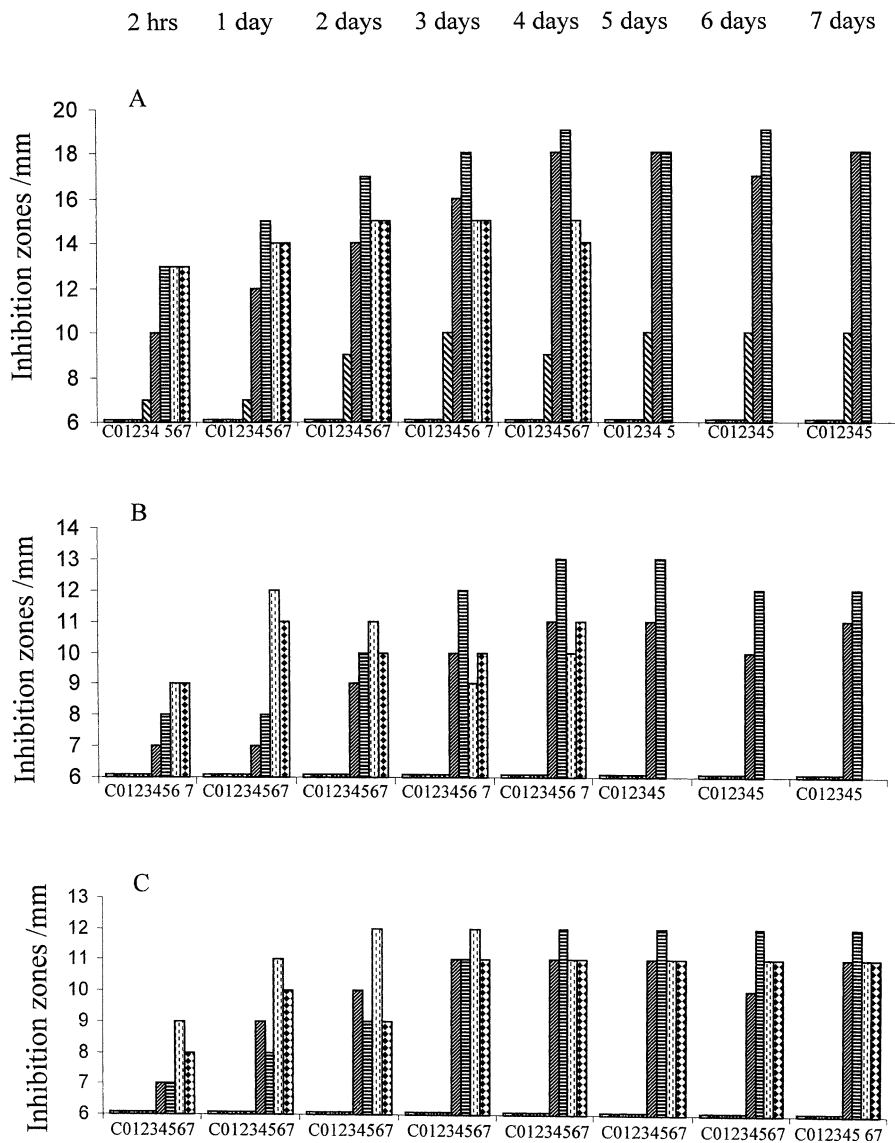 2 hrs 1 day 2 days 3 days 4 days 5 days 6 days 7 days
A
Inhibition zones /mm
20
18
16
14
12
10
8
6
C01234 567 C01234567 C01234567 C0123456 7 C01234567 C01234 5 C012345 C012345
B
Inhibition zones /mm
14
13
12
11
10
9
8
7
6
C0123456 7 C01234567 C01234567 C0123456 7 C0123456 7 C012345 C012345 C012345
C
Inhibition zones /mm
13
12
11
10
9
8
7
6
C01234567 C01234567 C01234567 C01234567 C01234567 C01234567 C01234567 C012345 67